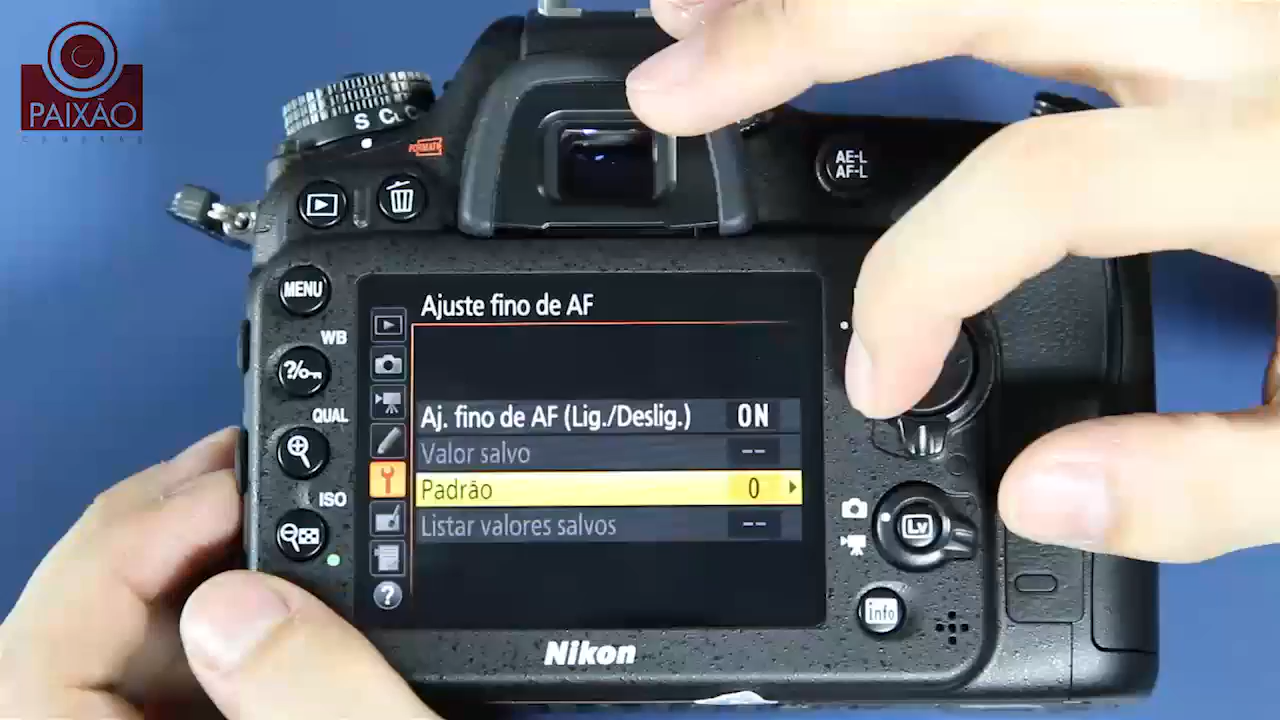 PAIXÃO
S CL C
AE-L
AF-L
MENU
WB
?/
QUAL
ISO
Ajuste fino de AF
Aj. fino de AF (Lig./Deslig.) ON
Valor salvo --
Padrão 0
Listar valores salvos --
?
Lv
info
Nikon